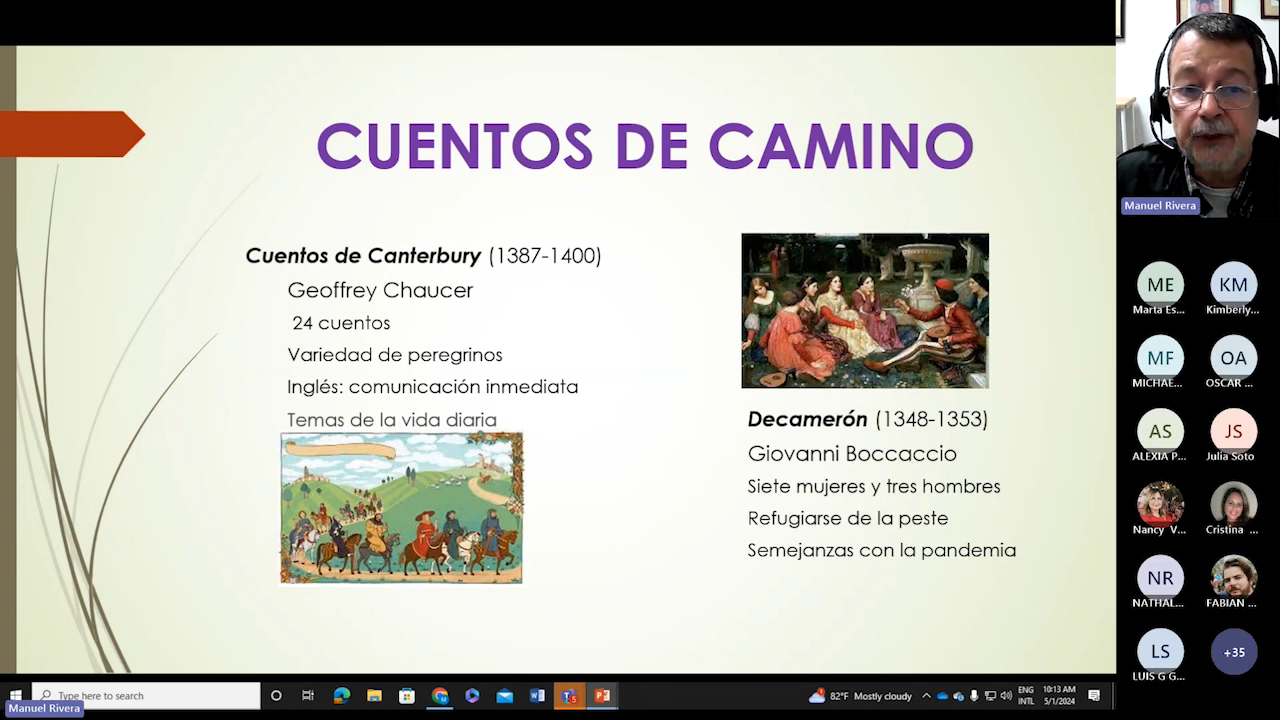 CUENTOS DE CAMINO
Cuentos de Canterbury (1387-1400)
Geoffrey Chaucer
24 cuentos
Variedad de peregrinos
Inglés: comunicación inmediata
Temas de la vida diaria
Decamerón (1348-1353)
Giovanni Boccaccio
Siete mujeres y tres hombres
Refugiarse de la peste
Semejanzas con la pandemia
Manuel Rivera
ME
KM
Marta Es...
Kimberly...
MF
OA
MICHAE...
OSCAR ...
AS
JS
ALEXIA P...
Julia Soto
Nancy V...
Cristina ...
NR
NATHAL...
FABIAN ...
LS
+35
LUIS G G...
Type here to search
82°F Mostly cloudy
ENG
INTL
10:13 AM
5/1/2024
Manuel Rivera